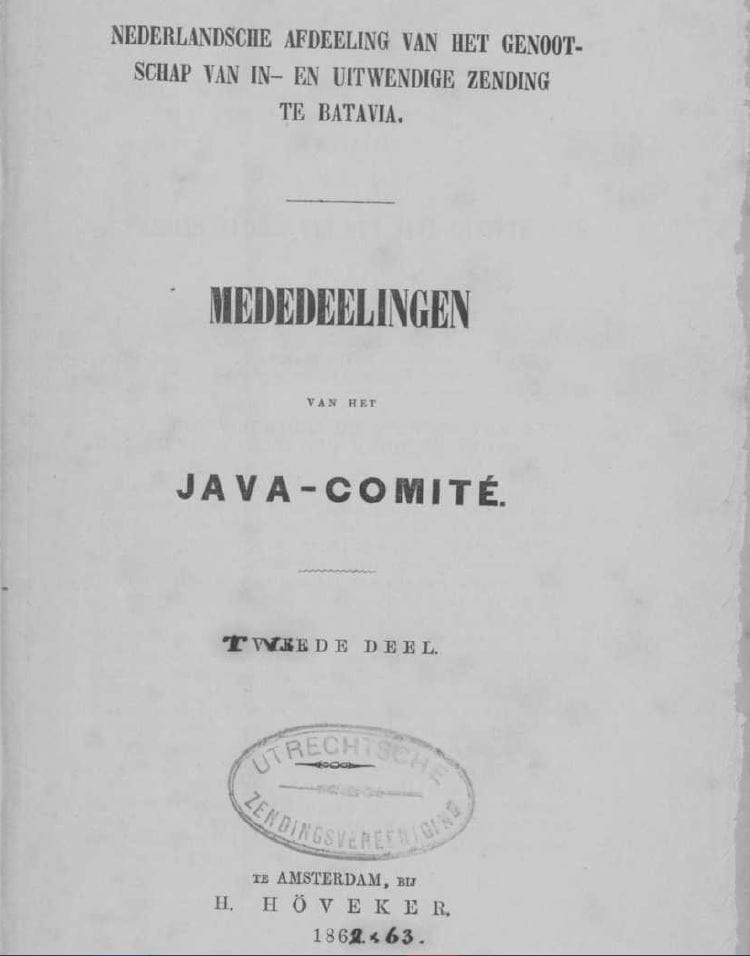 NEDERLANDSCHE AFDEELING VAN HET GENOOT-
SCHAP VAN IN- EN UITWENDIGE ZENDING
TE BATAVIA.
MEDEDEELINGEN
VAN HET
JAVA-COMITÉ.
TWEEDE DEEL.
UTRECHTSCHE
ZENDINGSVEREENIGING
TE AMSTERDAM, BIJ
H. HÖVEKER.
1862 < 63.